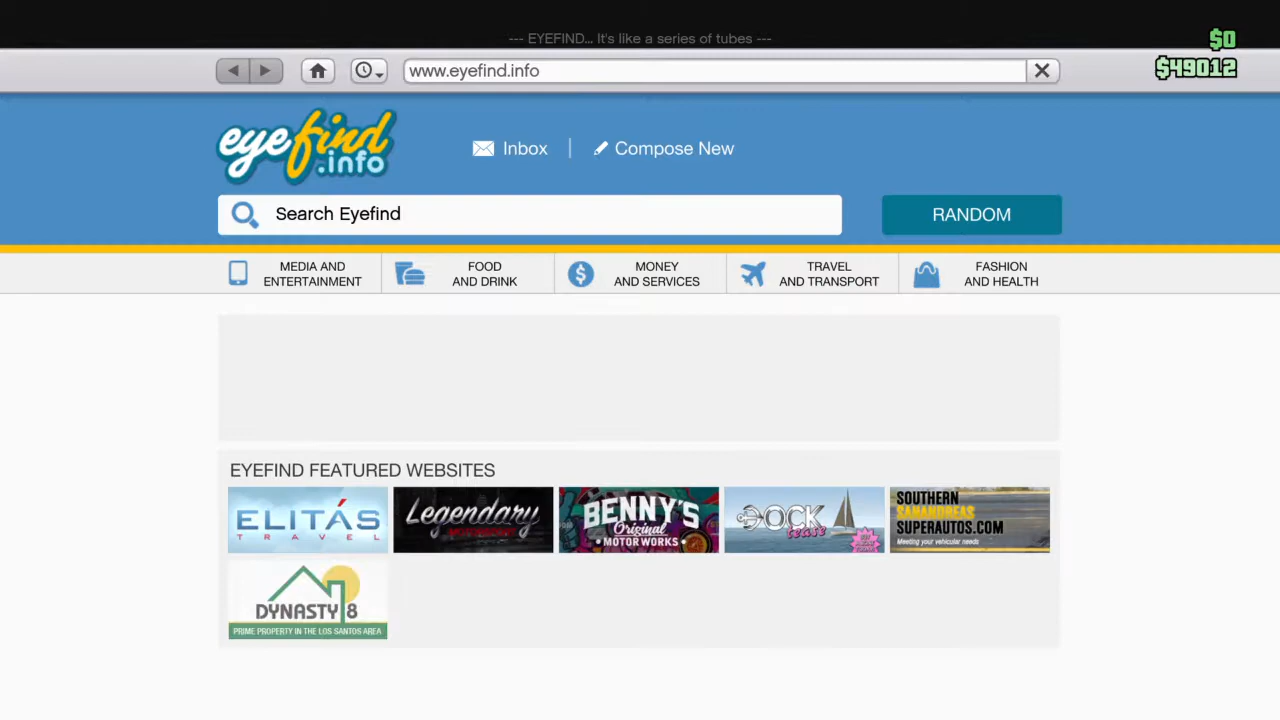 --- EYEFIND... It's like a series of tubes ---
$0
$49012
www.eyefind.info
eyefind
.info
Inbox
Compose New
Search Eyefind
RANDOM
MEDIA AND
ENTERTAINMENT
FOOD
AND DRINK
MONEY
AND SERVICES
TRAVEL
AND TRANSPORT
FASHION
AND HEALTH
EYEFIND FEATURED WEBSITES
ELITÁS
TRAVEL
Legendary
MOTORSPORT
BENNY'S
Original
MOTORWORKS
DOCK
tease
SOUTHERN
SANANDREAS
SUPERAUTOS.COM
Meeting your vehicular needs
DYNASTY 8
PRIME PROPERTY IN THE LOS SANTOS AREA